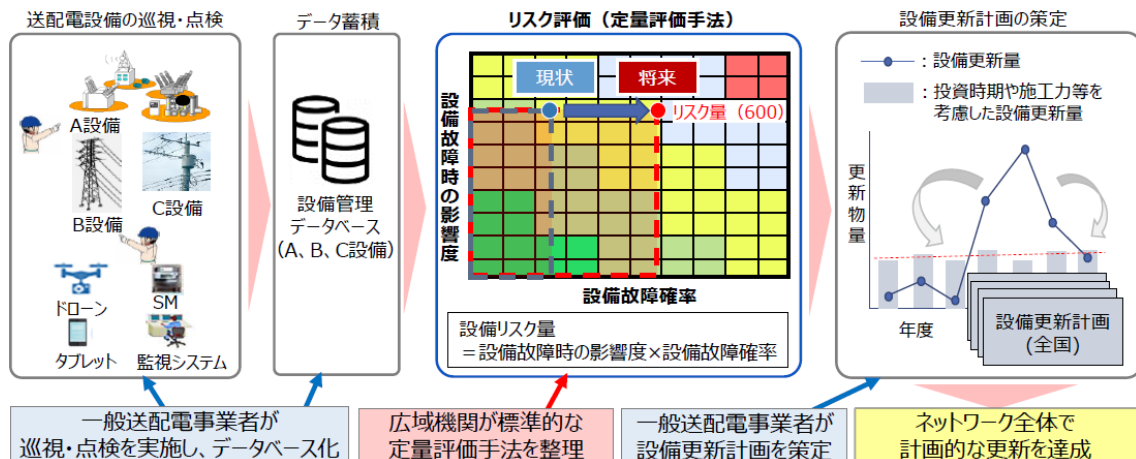 送配電設備の巡視・点検
A設備
B設備
C設備
ドローン
SM
タブレット
監視システム
データ蓄積
設備管理
データベース
(A、B、C設備)
リスク評価（定量評価手法）
設備故障時の影響度
現状
将来
リスク量（600）
設備故障確率
設備リスク量
＝設備故障時の影響度×設備故障確率
設備更新計画の策定
：設備更新量
：投資時期や施工力等を
考慮した設備更新量
更新物量
年度
設備更新計画
(全国)
一般送配電事業者が
巡視・点検を実施し、データベース化
広域機関が標準的な
定量評価手法を整理
一般送配電事業者が
設備更新計画を策定
ネットワーク全体で
計画的な更新を達成